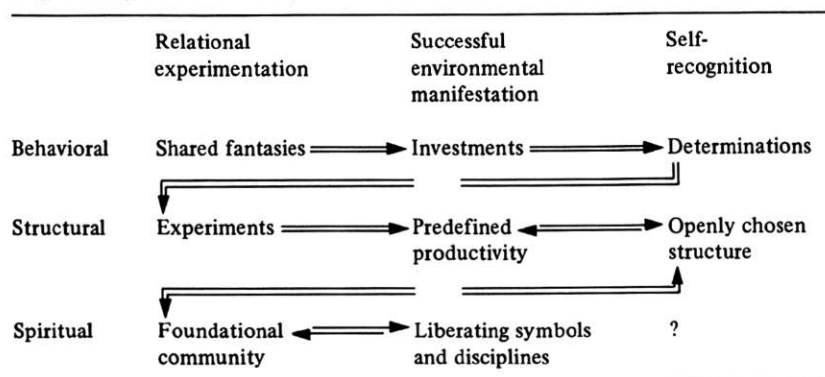 Relational Successful Self-
experimentation environmental recognition
manifestation
Behavioral Shared fantasies Investments Determinations
Structural Experiments Predefined Openly chosen
productivity structure
Spiritual Foundational Liberating symbols ?
community and disciplines